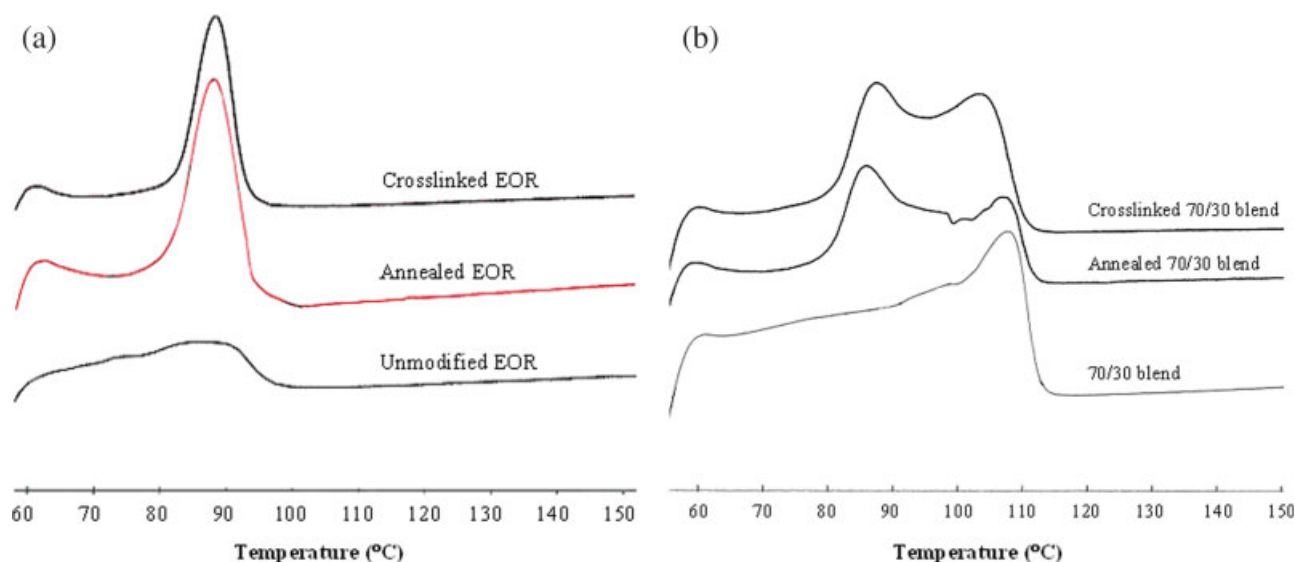 (a)
Crosslinked EOR
Annealed EOR
Unmodified EOR
60 70 80 90 100 110 120 130 140 150
Temperature (°C)
(b)
Crosslinked 70/30 blend
Annealed 70/30 blend
70/30 blend
60 70 80 90 100 110 120 130 140 150
Temperature (°C)